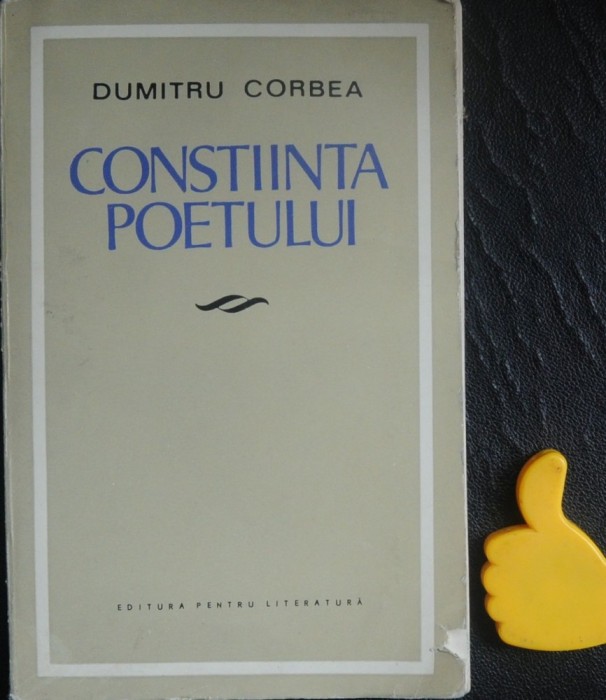 DUMITRU CORBEA
CONSTIINTA
POETULUI
EDITURA PENTRU LITERATURĂ